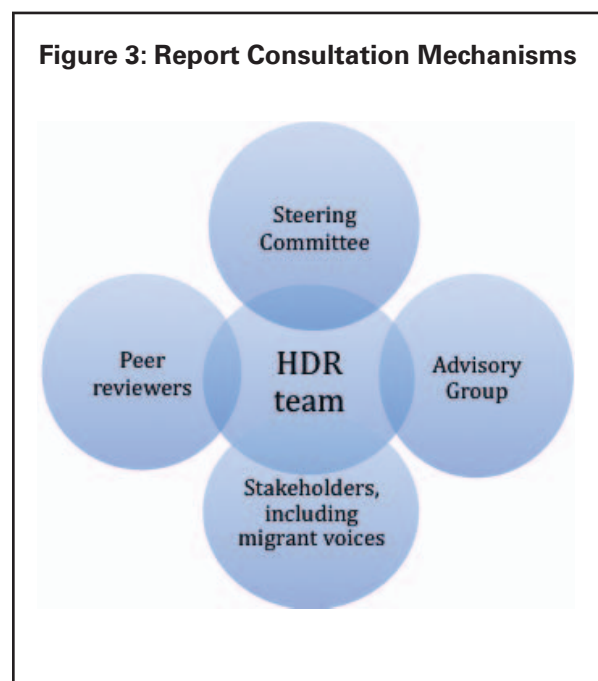 Figure 3: Report Consultation Mechanisms
Steering
Committee
Peer
reviewers
HDR
team
Advisory
Group
Stakeholders,
including
migrant voices